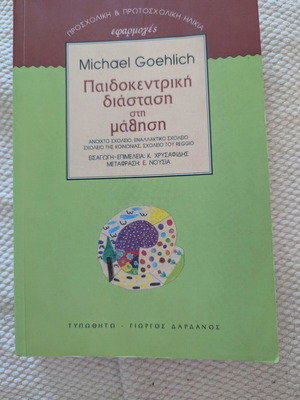 ΠΡΟΣΧΟΛΙΚΗ & ΠΡΩΤΟΣΧΟΛΙΚΗ ΗΛΙΚΙΑ
εφαρμογές
Michael Goehlich
Παιδοκεντρική
διάσταση
στη
μάθηση
ΑΝΟΙΧΤΟ ΣΧΟΛΕΙΟ, ΕΝΑΛΛΑΚΤΙΚΟ ΣΧΟΛΕΙΟ
ΣΧΟΛΕΙΟ ΤΗΣ ΚΟΙΝΩΝΙΑΣ, ΣΧΟΛΕΙΟ ΤΟΥ REGGIO
ΕΙΣΑΓΩΓΗ-ΕΠΙΜΕΛΕΙΑ: Κ. ΧΡΥΣΑΦΙΔΗΣ
ΜΕΤΑΦΡΑΣΗ: Ε. ΝΟΥΣΙΑ
ΤΥΠΩΘΗΤΩ - ΓΙΩΡΓΟΣ ΔΑΡΔΑΝΟΣ